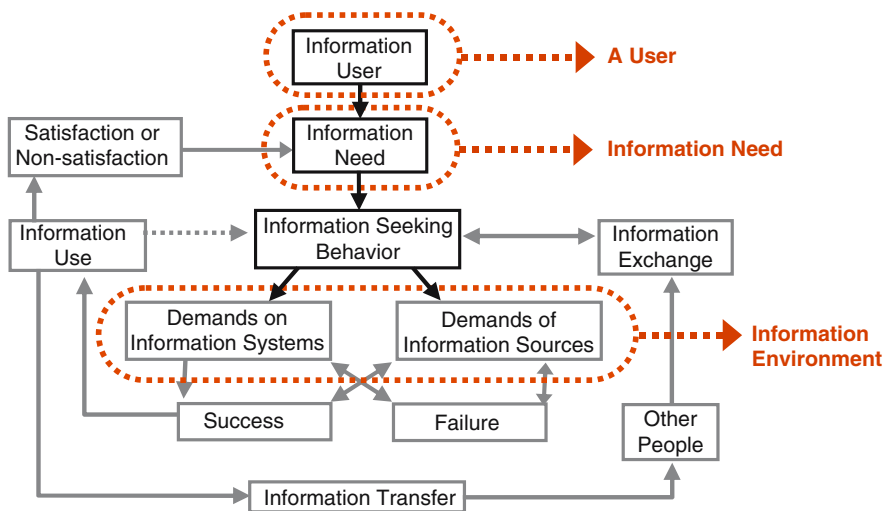 Information
User
A User
Satisfaction or
Non-satisfaction
Information
Need
Information Need
Information
Use
Information Seeking
Behavior
Information
Exchange
Demands on
Information Systems
Demands of
Information Sources
Information
Environment
Success
Failure
Other
People
Information Transfer